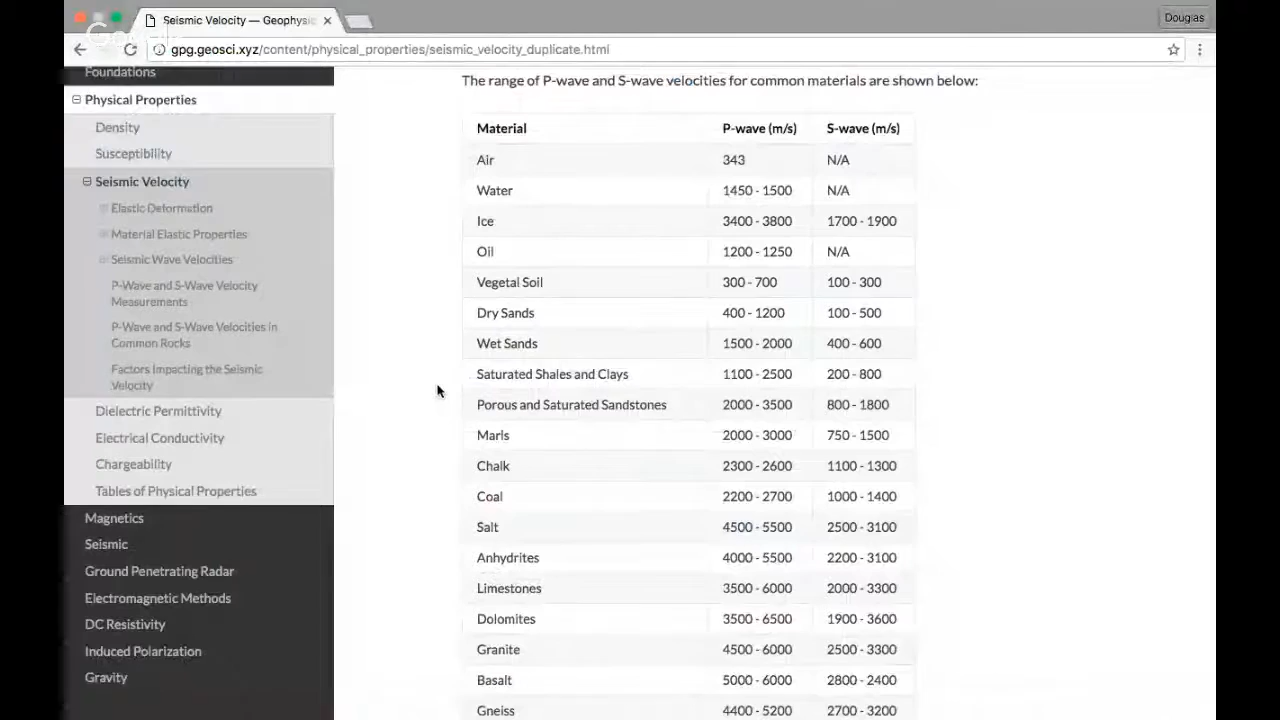 Seismic Velocity — Geophysic
Douglas
gpg.geosci.xyz/content/physical_properties/seismic_velocity_duplicate.html
Foundations
Physical Properties
Density
Susceptibility
Seismic Velocity
Elastic Deformation
Material Elastic Properties
Seismic Wave Velocities
P-Wave and S-Wave Velocity
Measurements
P-Wave and S-Wave Velocities in
Common Rocks
Factors Impacting the Seismic
Velocity
Dielectric Permittivity
Electrical Conductivity
Chargeability
Tables of Physical Properties
Magnetics
Seismic
Ground Penetrating Radar
Electromagnetic Methods
DC Resistivity
Induced Polarization
Gravity
The range of P-wave and S-wave velocities for common materials are shown below:
Material P-wave (m/s) S-wave (m/s)
Air 343 N/A
Water 1450 - 1500 N/A
Ice 3400 - 3800 1700 - 1900
Oil 1200 - 1250 N/A
Vegetal Soil 300 - 700 100 - 300
Dry Sands 400 - 1200 100 - 500
Wet Sands 1500 - 2000 400 - 600
Saturated Shales and Clays 1100 - 2500 200 - 800
Porous and Saturated Sandstones 2000 - 3500 800 - 1800
Marls 2000 - 3000 750 - 1500
Chalk 2300 - 2600 1100 - 1300
Coal 2200 - 2700 1000 - 1400
Salt 4500 - 5500 2500 - 3100
Anhydrites 4000 - 5500 2200 - 3100
Limestones 3500 - 6000 2000 - 3300
Dolomites 3500 - 6500 1900 - 3600
Granite 4500 - 6000 2500 - 3300
Basalt 5000 - 6000 2800 - 2400
Gneiss 4400 - 5200 2700 - 3200